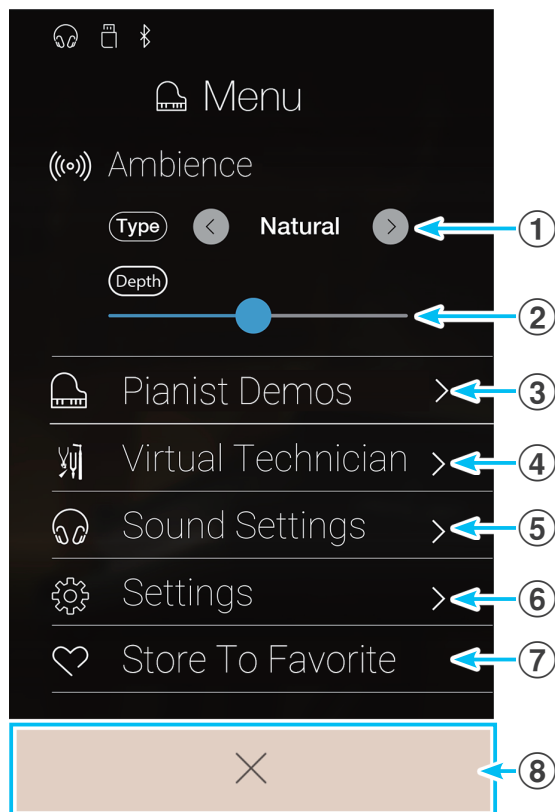 Menu
Ambience
Type < Natural > ①
Depth
②
Pianist Demos > ③
Virtual Technician > ④
Sound Settings > ⑤
Settings > ⑥
Store To Favorite ⑦
⑧